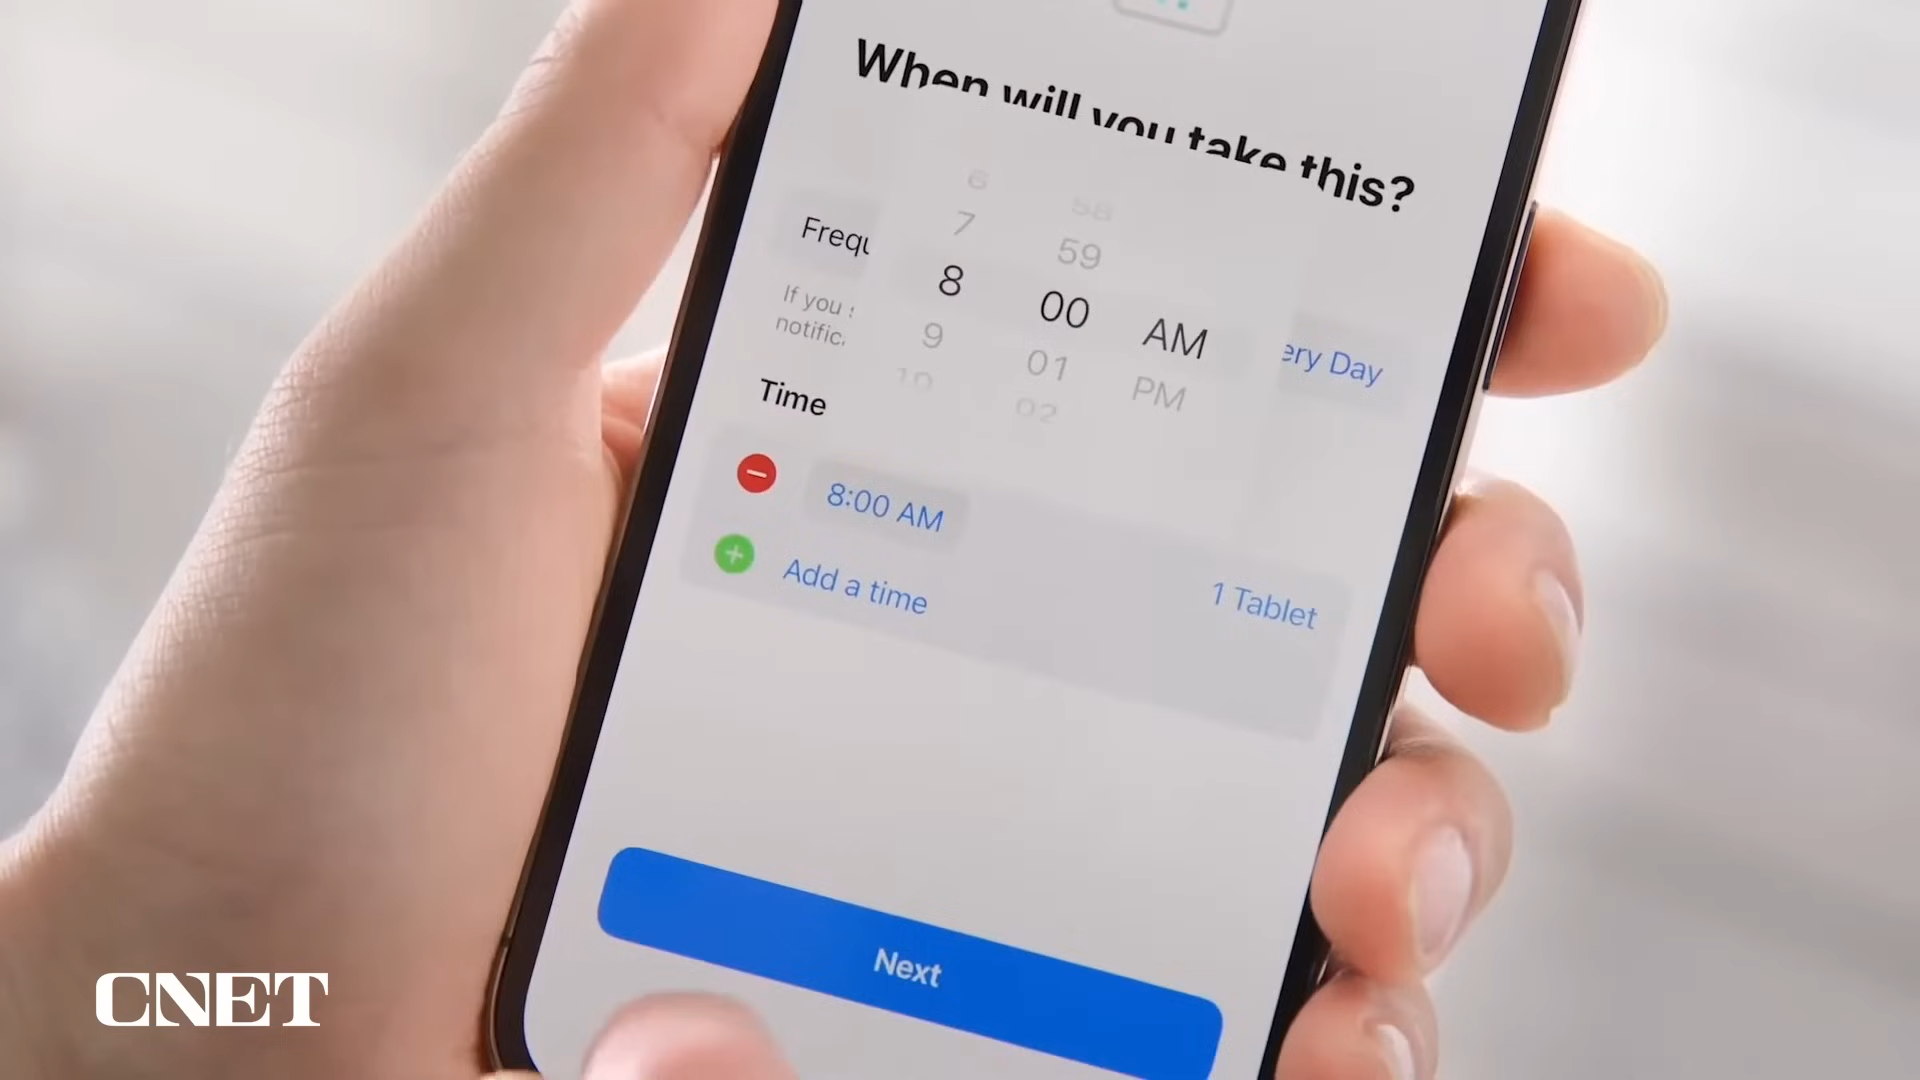 When will you take this?
6 58
7 59
8 00 AM
9 01 PM
10 02
Frequ
ery Day
If you
notific
Time
8:00 AM
1 Tablet
Add a time
Next
CNET